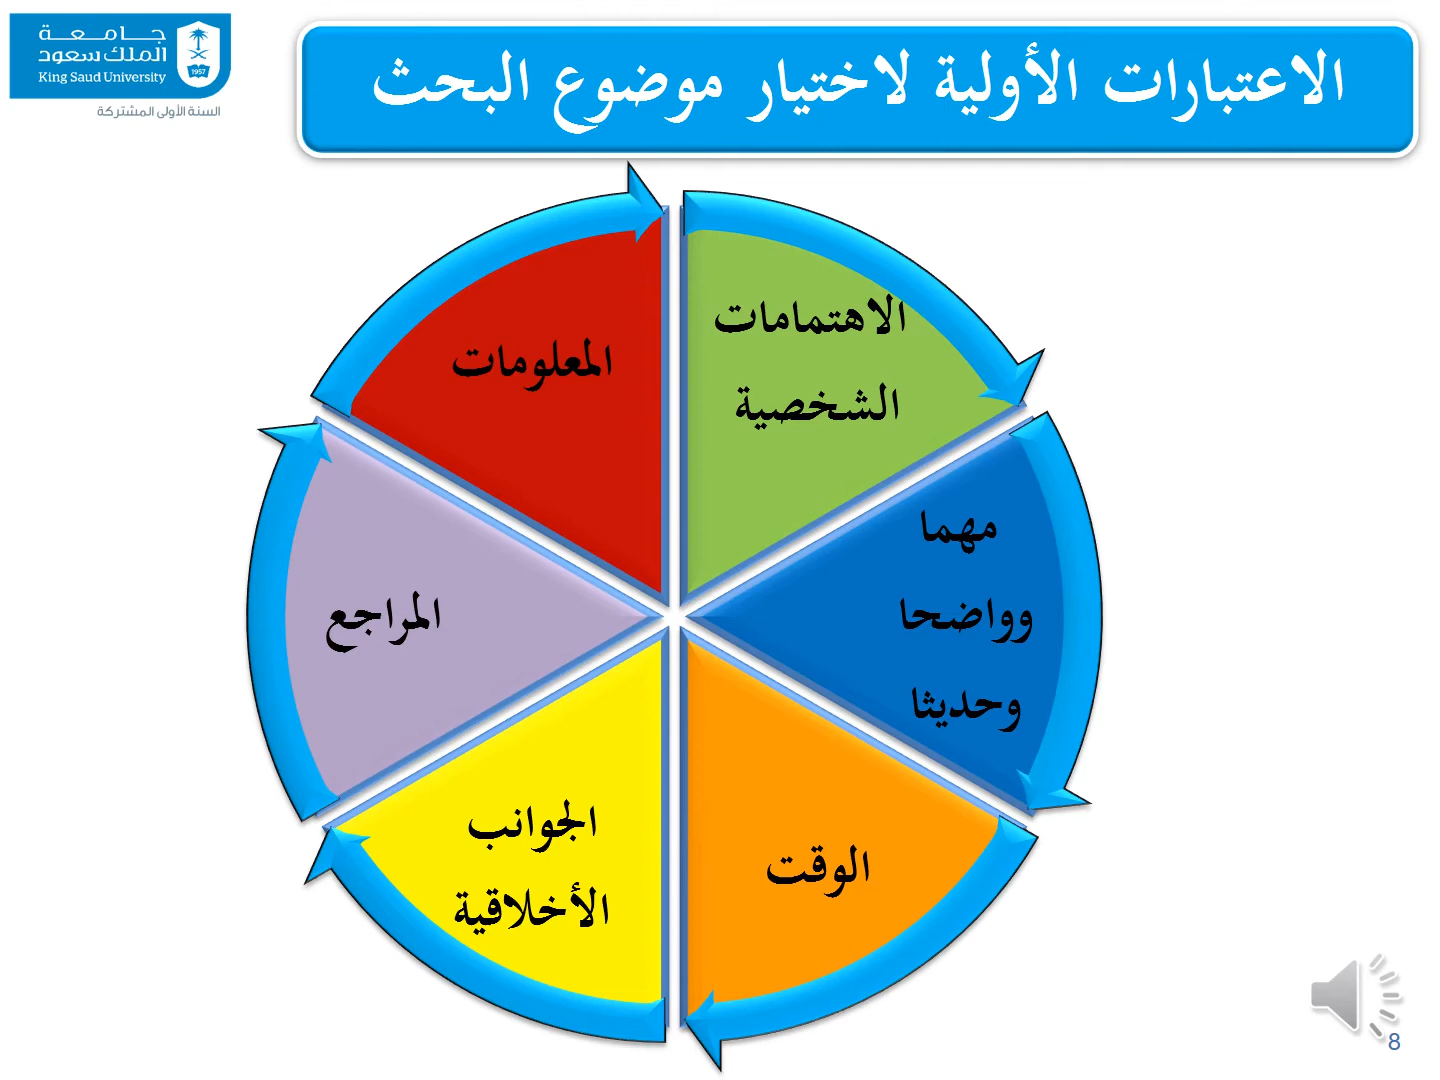 جامعة
الملك سعود
King Saud University
1957
السنة الأولى المشتركة
الاعتبارات الأولية لاختيار موضوع البحث
الاهتمامات
الشخصية
مهما
وواضحا
وحديثا
الوقت
الجوانب
الأخلاقية
المراجع
المعلومات
8